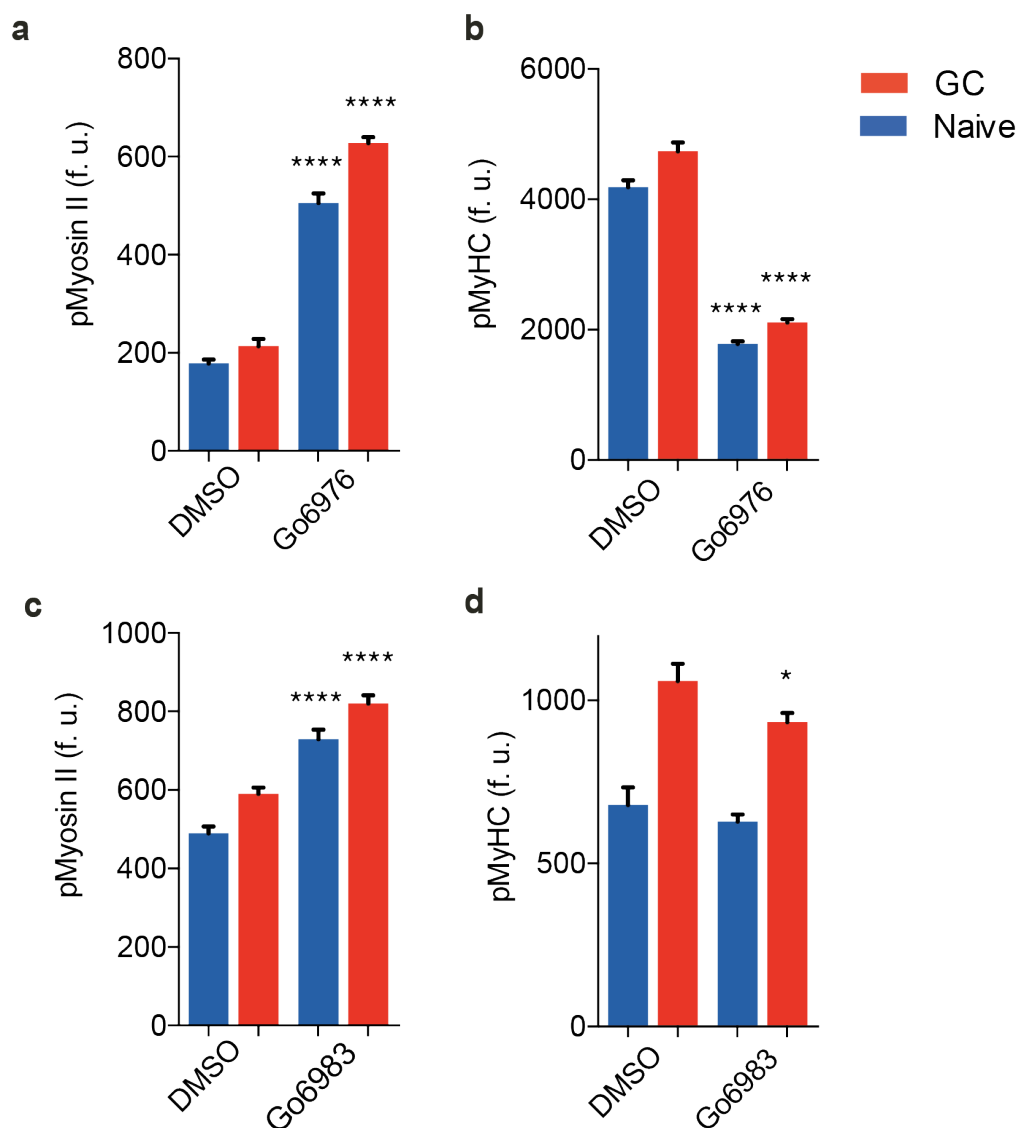 a
pMyosin II (f. u.)
800
600
400
200
0
****
****
DMSO
Go6976
b
pMyHC (f. u.)
6000
4000
2000
0
****
****
DMSO
Go6976
GC
Naive
c
pMyosin II (f. u.)
1000
800
600
400
200
0
****
****
DMSO
Go6983
d
pMyHC (f. u.)
1000
500
0
*
DMSO
Go6983